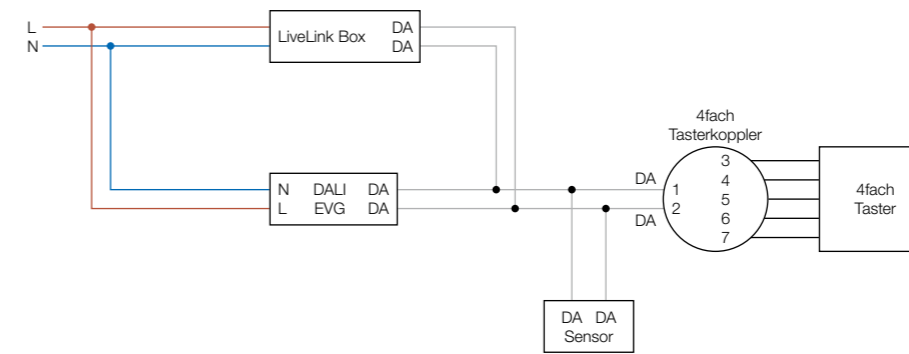 L
N
LiveLink Box
DA
DA
N DALI DA
L EVG DA
DA
DA
4fach
Tasterkoppler
1
2
3
4
5
6
7
4fach
Taster
DA DA
Sensor